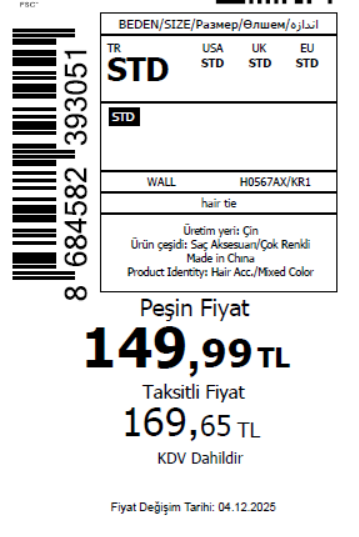 FSC
BEDEN/SIZE/Размер/Өлшем/اندازه
TR USA UK EU
STD STD STD STD
STD
WALL H0567AX/KR1
hair tie
Üretim yeri: Çin
Ürün çeşidi: Saç Aksesuarı/Çok Renkli
Made in China
Product Identity: Hair Acc./Mixed Color
8 684582 393051
Peşin Fiyat
149,99 TL
Taksitli Fiyat
169,65 TL
KDV Dahildir
Fiyat Değişim Tarihi: 04.12.2025